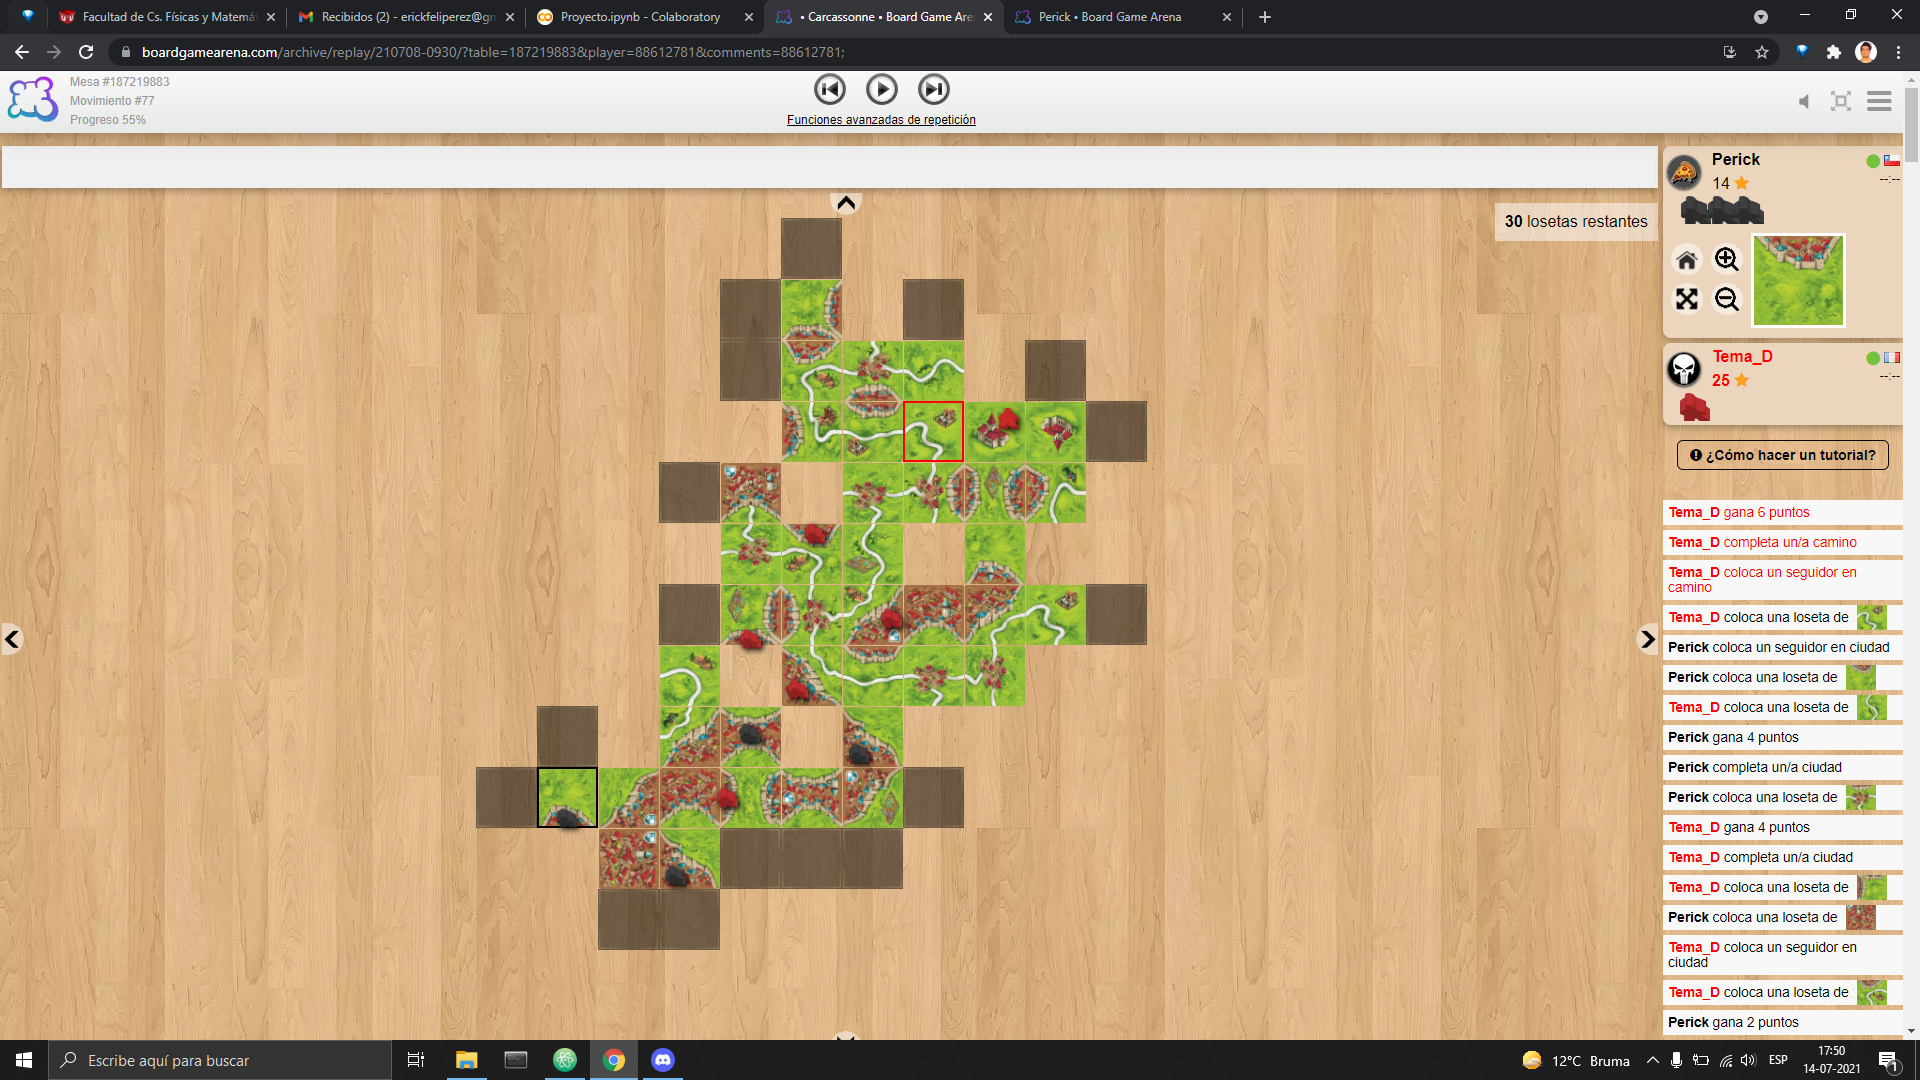 Facultad de Cs. Físicas y Matemát
Recibidos (2) - erickfeliperez@gm
Proyecto.ipynb - Colaboratory
• Carcassonne • Board Game Are
Perick • Board Game Arena
boardgamearena.com/archive/replay/210708-0930/?table=187219883&player=88612781&comments=88612781;
Mesa #187219883
Movimiento #77
Progreso 55%
Funciones avanzadas de repetición
30 losetas restantes
Perick
14
--:--
Tema_D
25
--:--
¿Cómo hacer un tutorial?
Tema_D gana 6 puntos
Tema_D completa un/a camino
Tema_D coloca un seguidor en
camino
Tema_D coloca una loseta de
Perick coloca un seguidor en ciudad
Perick coloca una loseta de
Tema_D coloca una loseta de
Perick gana 4 puntos
Perick completa un/a ciudad
Perick coloca una loseta de
Tema_D gana 4 puntos
Tema_D completa un/a ciudad
Tema_D coloca una loseta de
Perick coloca una loseta de
Tema_D coloca un seguidor en
ciudad
Tema_D coloca una loseta de
Perick gana 2 puntos
Escribe aquí para buscar
12°C Bruma
ESP
17:50
14-07-2021
1